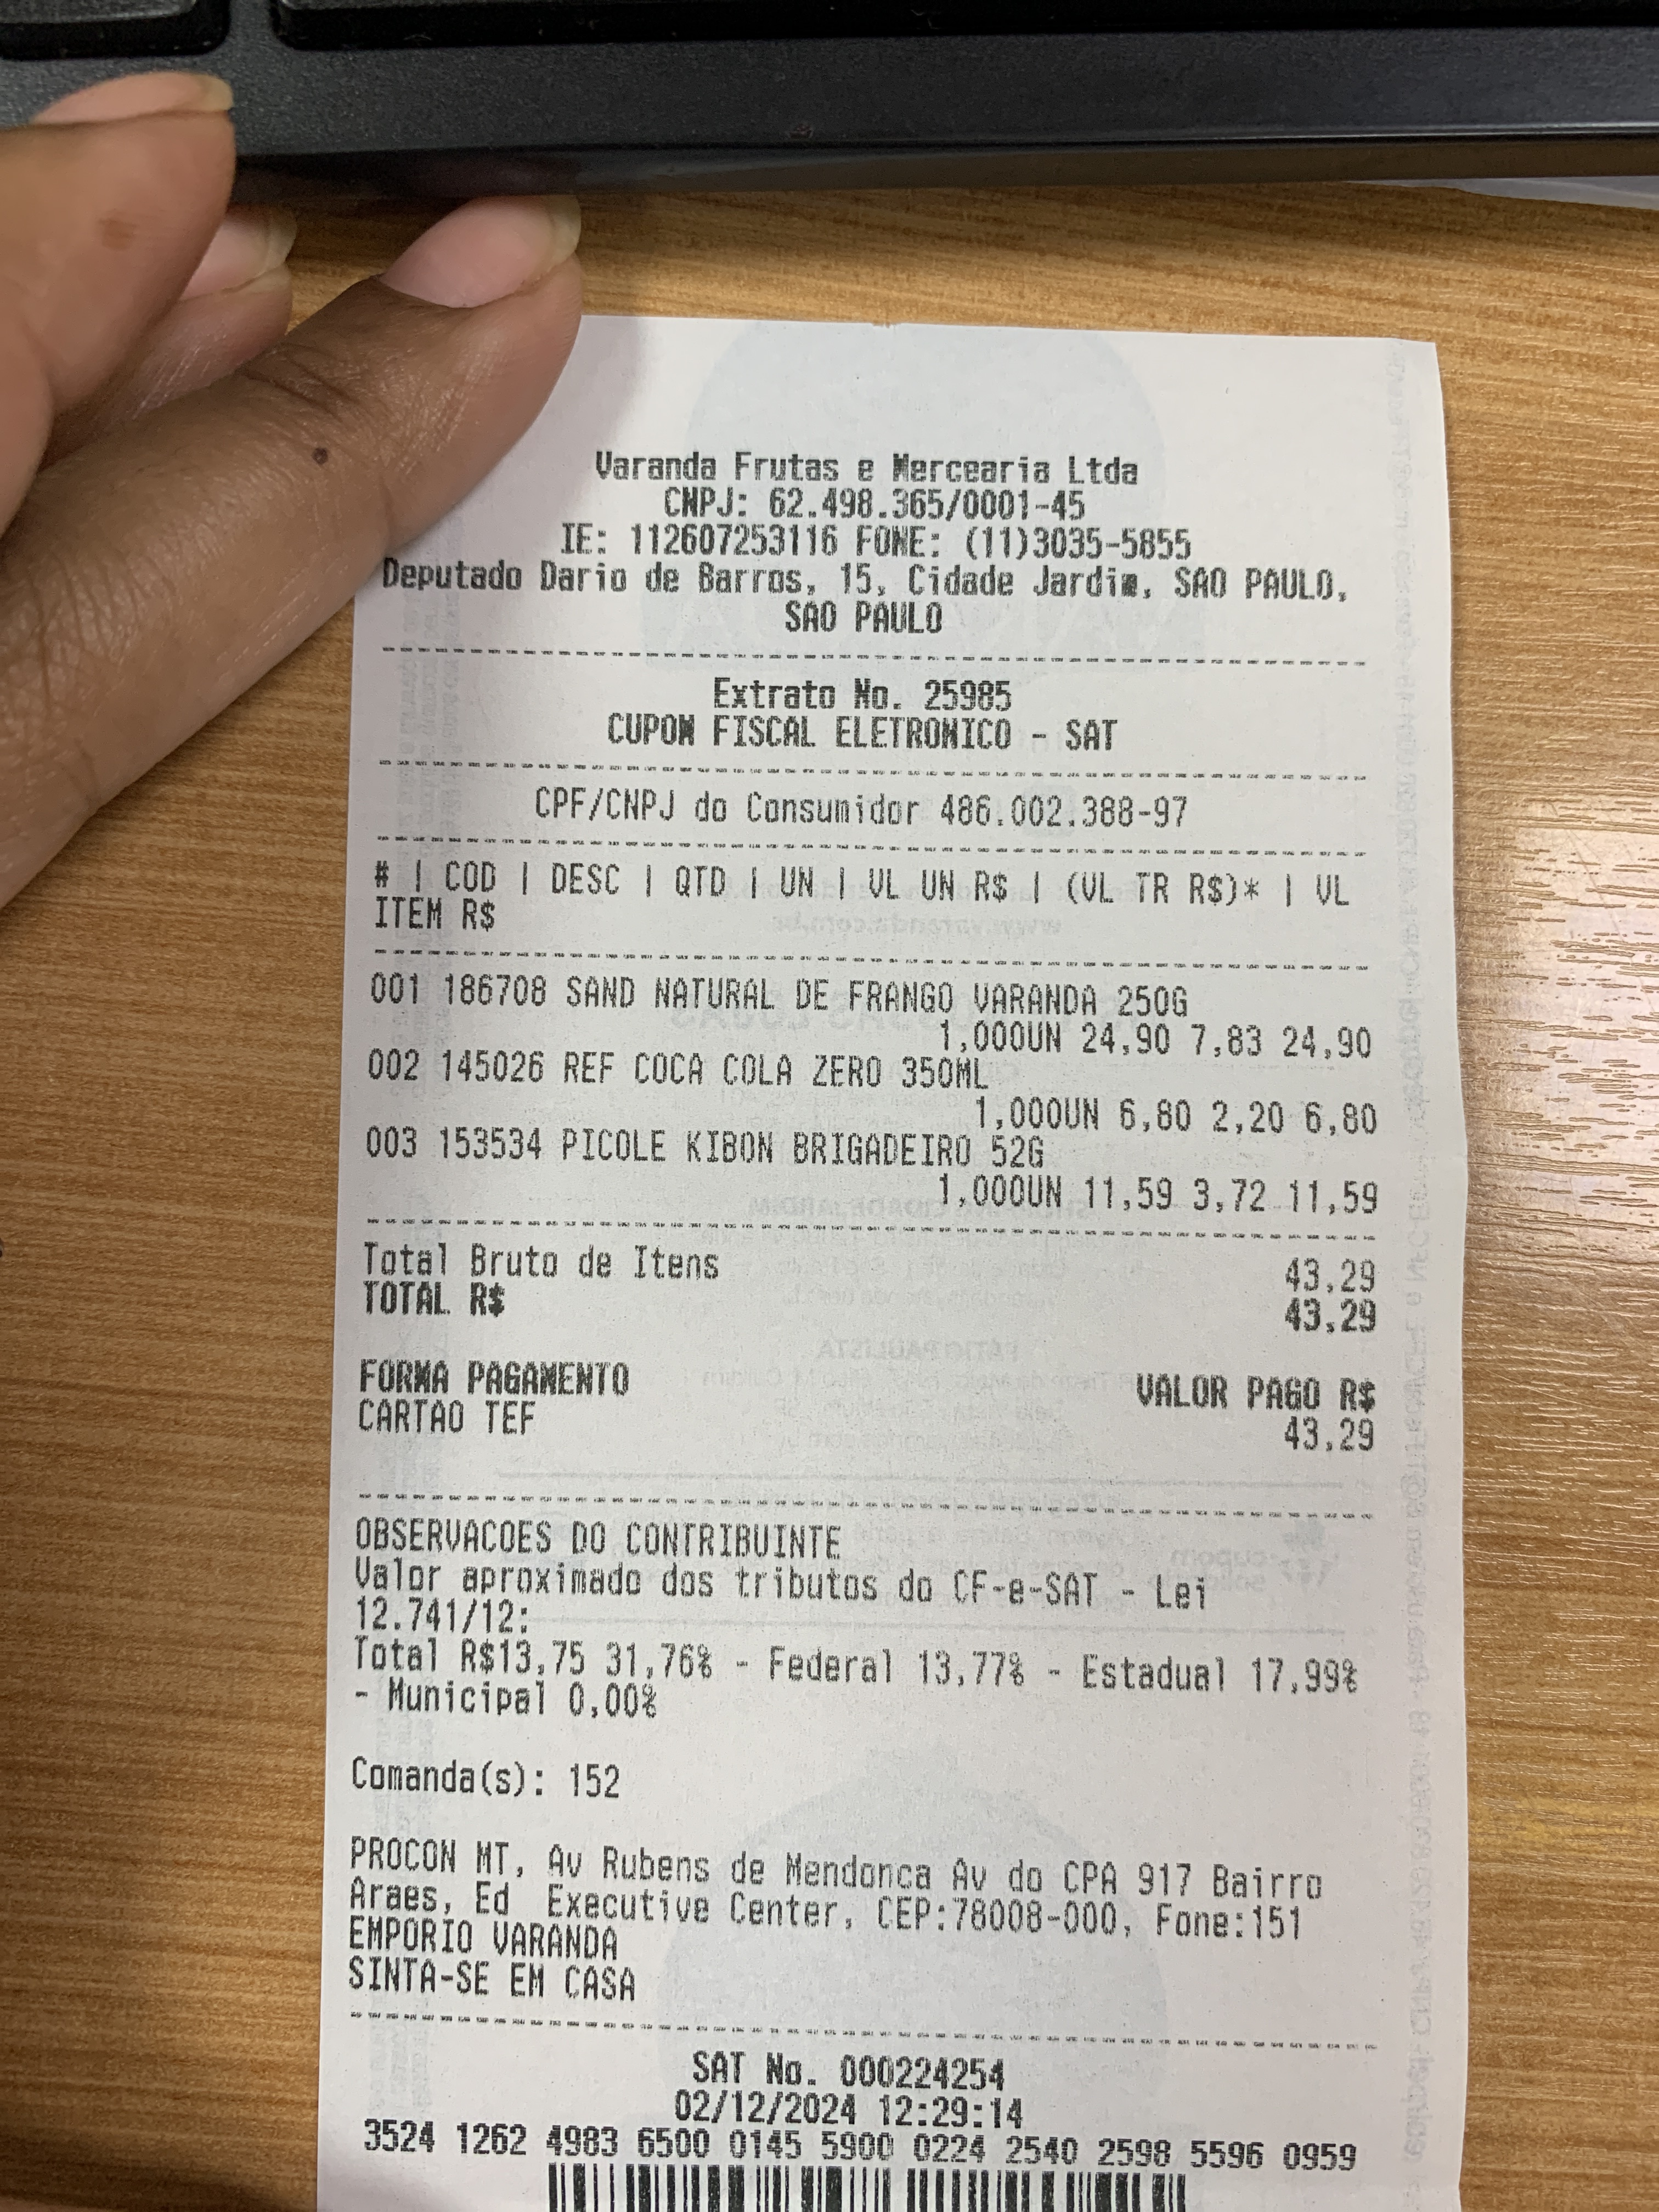 Varanda Frutas e Mercearia Ltda
CNPJ: 62.498.365/0001-45
IE: 112607253116 FONE: (11)3035-5855
Deputado Dario de Barros, 15, Cidade Jardim, SAO PAULO,
SAO PAULO
Extrato No. 25985
CUPOM FISCAL ELETRONICO - SAT
CPF/CNPJ do Consumidor 486.002.388-97
# | COD | DESC | QTD | UN | VL UN R$ | (VL TR R$)* | VL
ITEM R$
001 186708 SAND NATURAL DE FRANGO VARANDA 250G
1,000UN 24,90 7,83 24,90
002 145026 REF COCA COLA ZERO 350ML
1,000UN 6,80 2,20 6,80
003 153534 PICOLE KIBON BRIGADEIRO 52G
1,000UN 11,59 3,72 11,59
Total Bruto de Itens 43,29
TOTAL R$ 43,29
FORMA PAGAMENTO VALOR PAGO R$
CARTAO TEF 43,29
OBSERVACOES DO CONTRIBUINTE
Valor aproximado dos tributos do CF-e-SAT - Lei
12.741/12:
Total R$13,75 31,76% - Federal 13,77% - Estadual 17,99%
- Municipal 0,00%
Comanda(s): 152
PROCON MT, Av Rubens de Mendonca Av do CPA 917 Bairro
Araes, Ed Executive Center, CEP:78008-000, Fone:151
EMPORIO VARANDA
SINTA-SE EM CASA
SAT No. 000224254
02/12/2024 12:29:14
3524 1262 4983 6500 0145 5900 0224 2540 2598 5596 0959